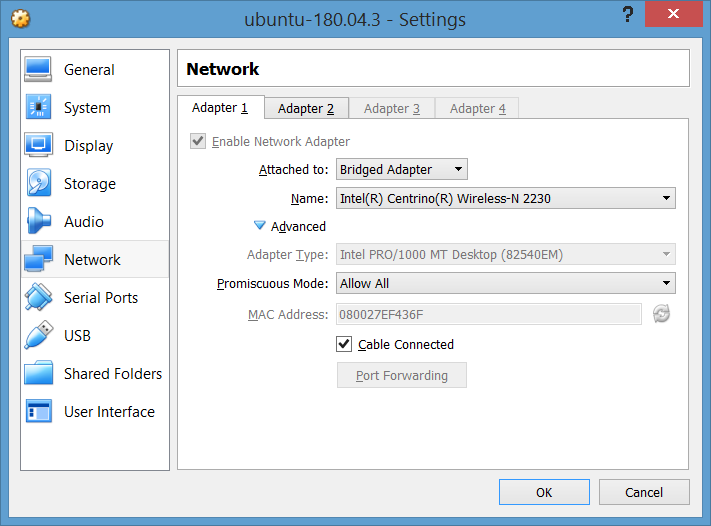 ubuntu-180.04.3 - Settings
? x
General
System
Display
Storage
Audio
Network
Serial Ports
USB
Shared Folders
User Interface
Network
Adapter 1 Adapter 2 Adapter 3 Adapter 4
Enable Network Adapter
Attached to: Bridged Adapter
Name: Intel(R) Centrino(R) Wireless-N 2230
Advanced
Adapter Type: Intel PRO/1000 MT Desktop (82540EM)
Promiscuous Mode: Allow All
MAC Address: 080027EF436F
Cable Connected
Port Forwarding
OK Cancel